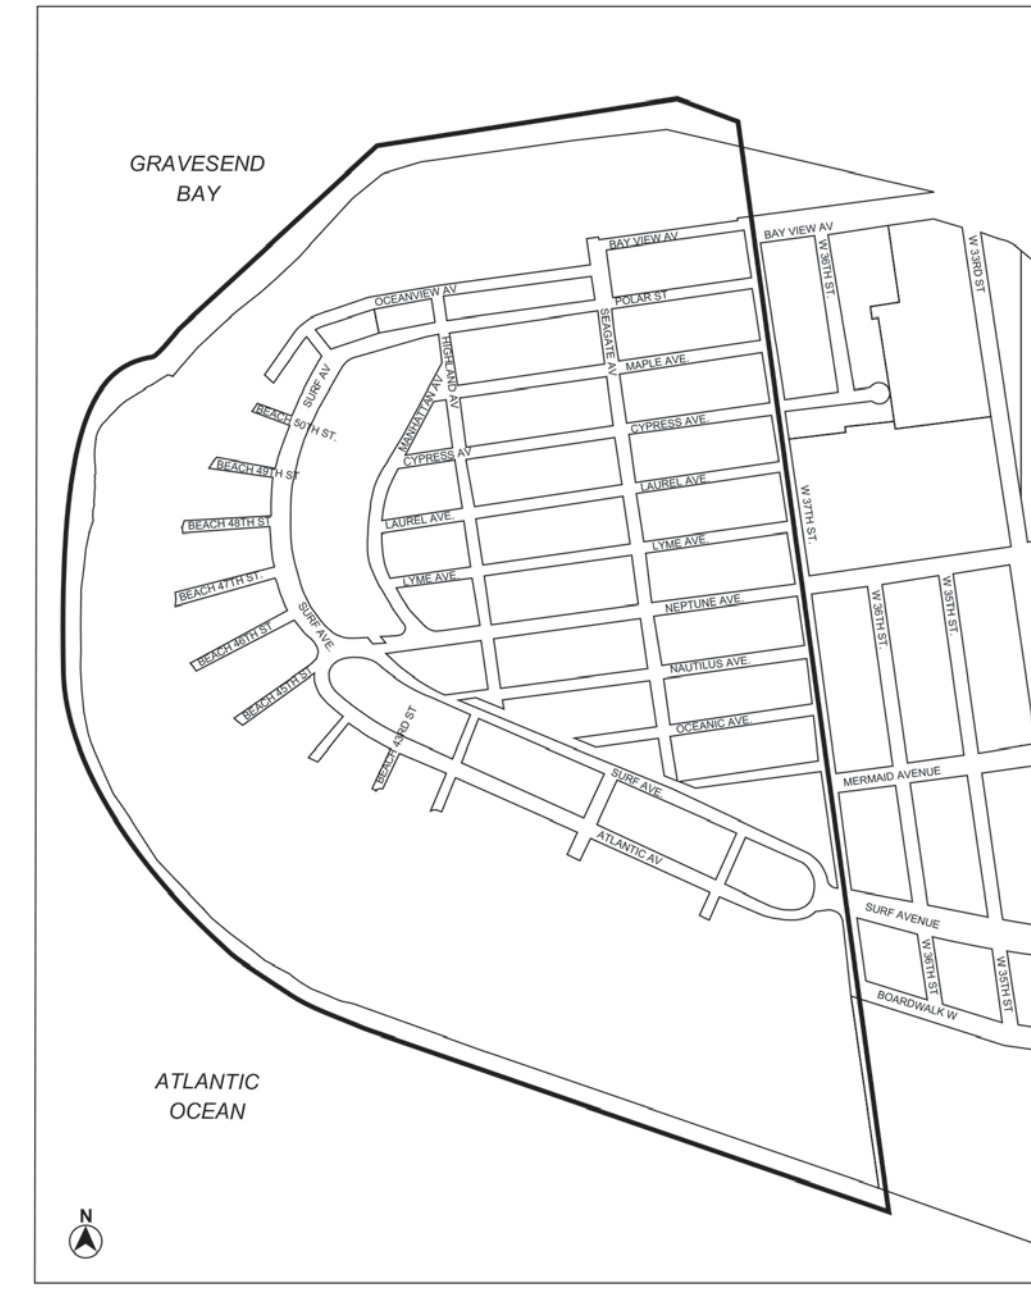 GRAVESEND
BAY
BAY VIEW AV
BAY VIEW AV
W 36TH ST.
W 33RD ST
OCEANVIEW AV
POLAR ST
SEAGATE AV
HIGHLAND AV
MAPLE AVE.
SURF AV
MANHATTAN AV
BEACH 50TH ST.
CYPRESS AVE.
CYPRESS AV
BEACH 49TH ST
LAUREL AVE.
W 37TH ST.
LAUREL AVE.
BEACH 48TH ST
LYME AVE.
LYME AVE.
BEACH 47TH ST.
NEPTUNE AVE.
W 36TH ST.
W 35TH ST.
SURF AVE.
BEACH 46TH ST
NAUTILUS AVE.
BEACH 45TH ST
OCEANIC AVE.
BEACH 43RD ST
SURF AVE.
MERMAID AVENUE
ATLANTIC AV
SURF AVENUE
W 36TH ST
W 35TH ST
BOARDWALK W
ATLANTIC
OCEAN
N